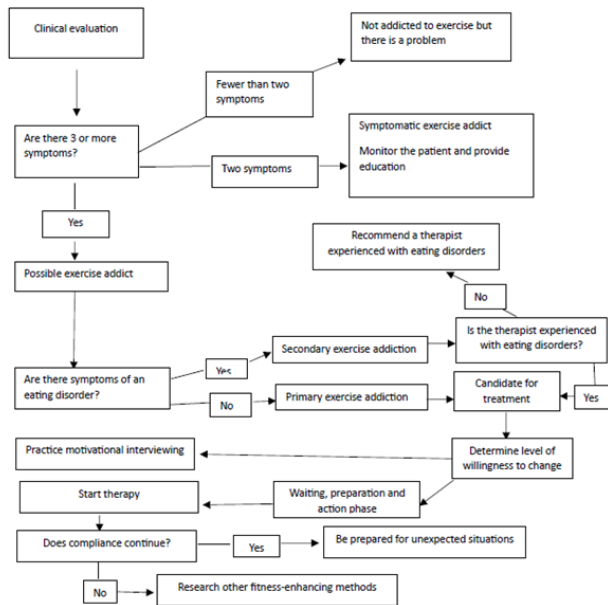 Clinical evaluation
Not addicted to exercise but
there is a problem
Fewer than two
symptoms
Are there 3 or more
symptoms?
Symptomatic exercise addict
Monitor the patient and provide
education
Two symptoms
Yes
Recommend a therapist
experienced with eating disorders
Possible exercise addict
No
Is the therapist experienced
with eating disorders?
Secondary exercise addiction
Yes
Are there symptoms of an
eating disorder?
Candidate for
treatment
Yes
No
Primary exercise addiction
Practice motivational interviewing
Determine level of
willingness to change
Start therapy
Waiting, preparation and
action phase
Does compliance continue?
Yes
Be prepared for unexpected situations
No
Research other fitness-enhancing methods